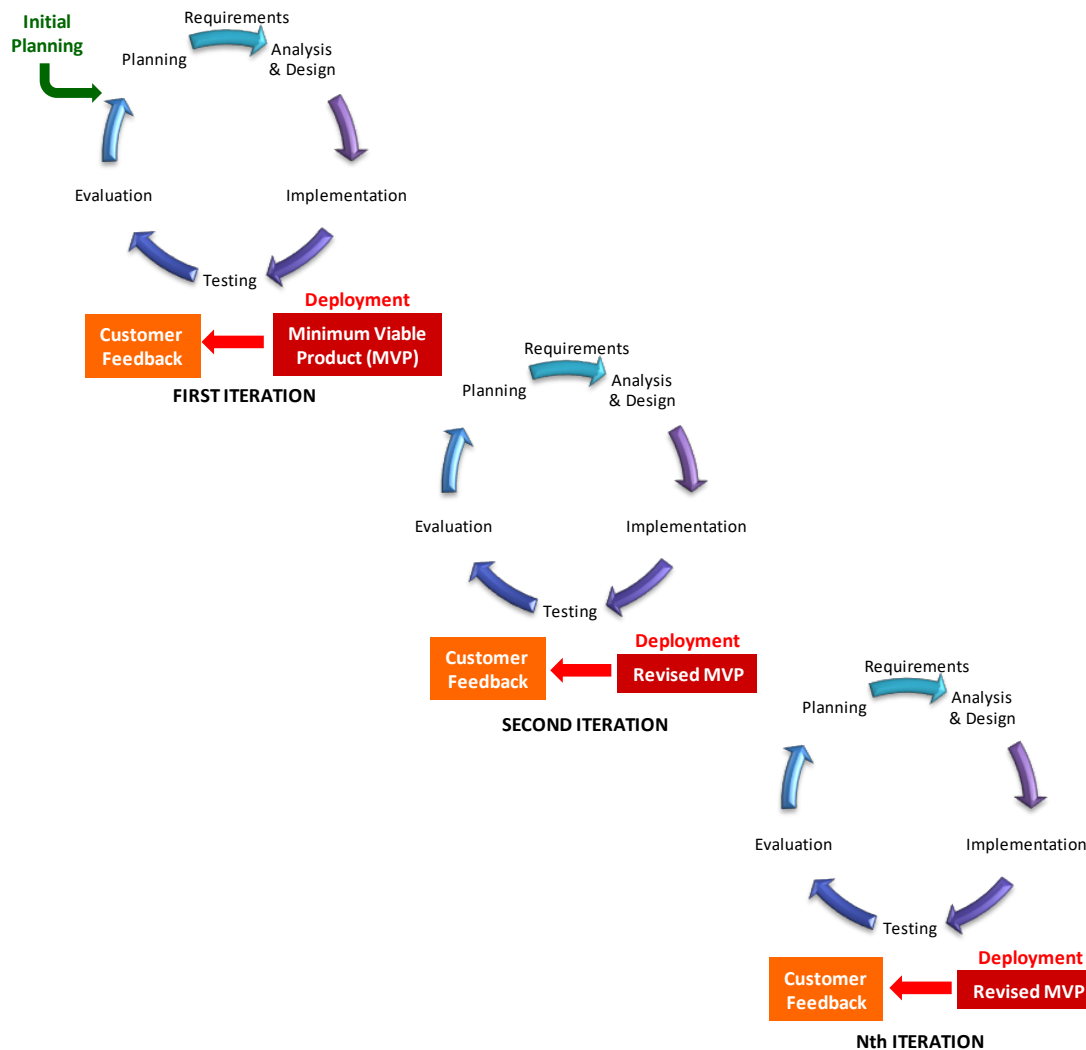 Initial
Planning
Requirements
Planning
Analysis
& Design
Evaluation
Implementation
Testing
Deployment
Customer
Feedback
Minimum Viable
Product (MVP)
FIRST ITERATION
Requirements
Planning
Analysis
& Design
Evaluation
Implementation
Testing
Deployment
Customer
Feedback
Revised MVP
SECOND ITERATION
Requirements
Planning
Analysis
& Design
Evaluation
Implementation
Testing
Deployment
Customer
Feedback
Revised MVP
Nth ITERATION